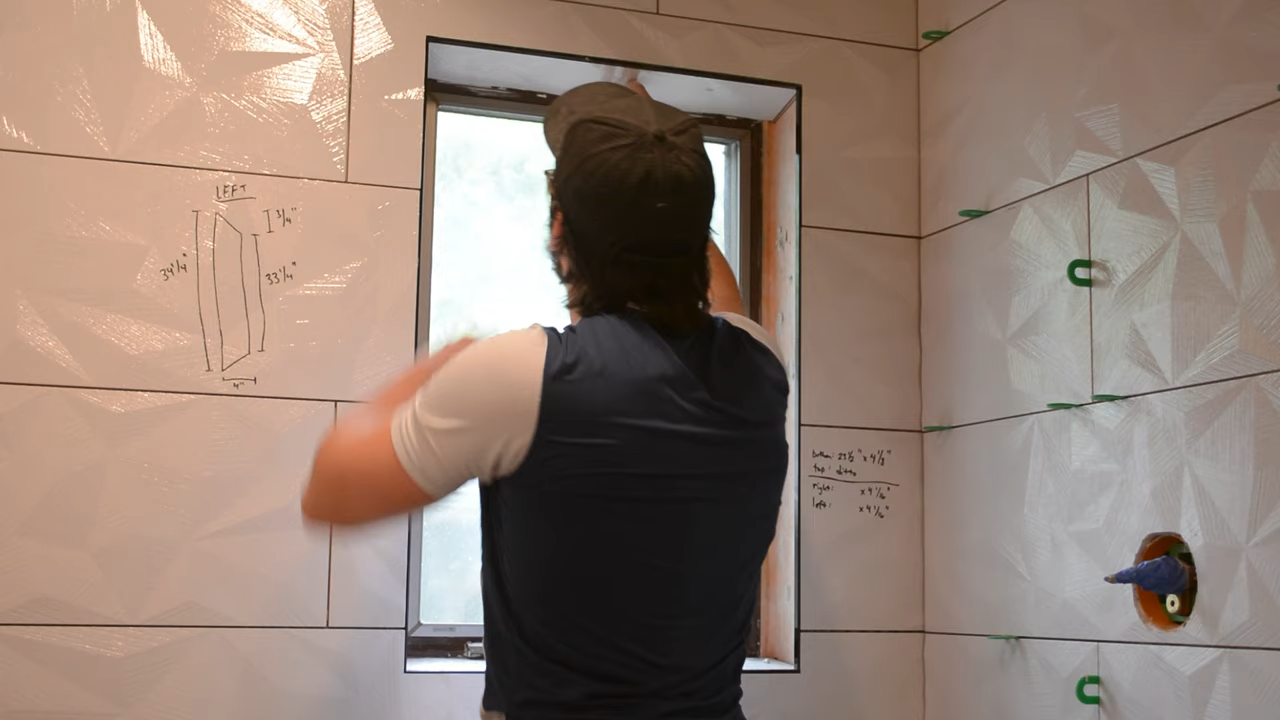 LEFT
3/4"
34 1/4"
33 1/4"
4"
bottom: 23 1/2" x 4 1/8"
top: ditto
right: x 4 1/16"
left: x 4 1/16"